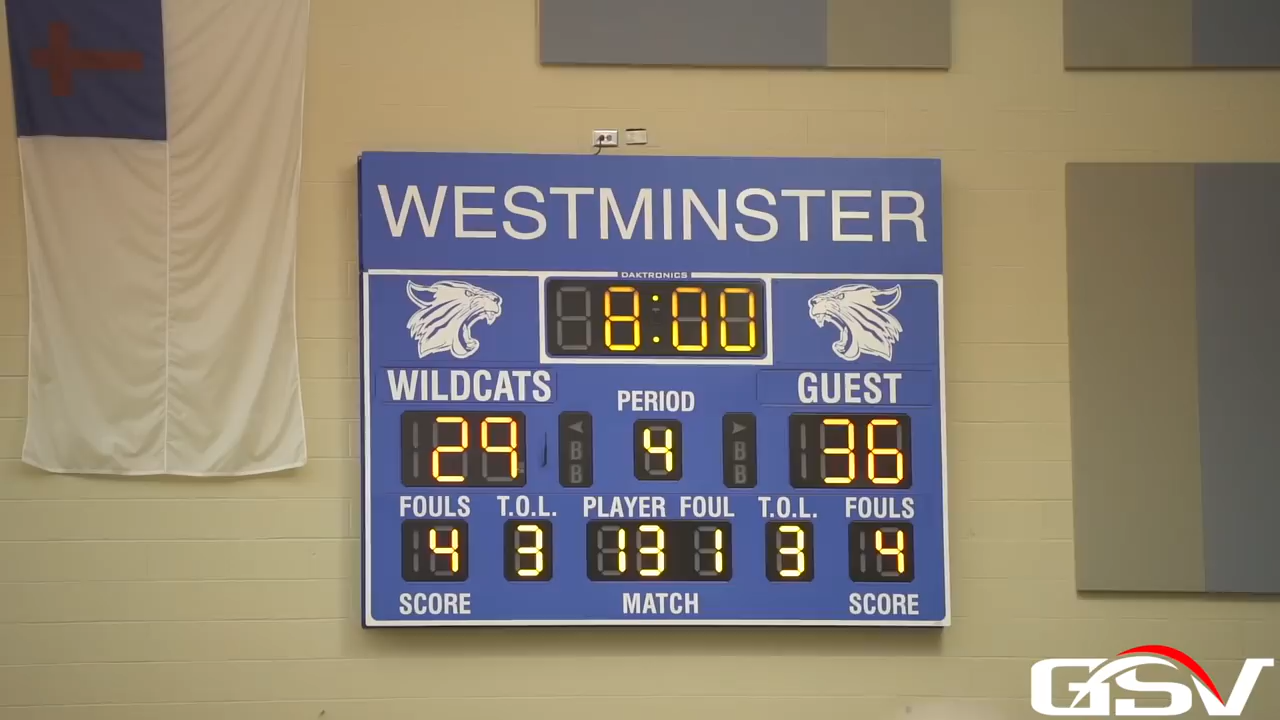 WESTMINSTER
DAKTRONICS
8:00
WILDCATS
GUEST
PERIOD
29
B
B
4
B
B
36
FOULS T.O.L. PLAYER FOUL T.O.L. FOULS
4 3 13 1 3 4
SCORE MATCH SCORE
GSV